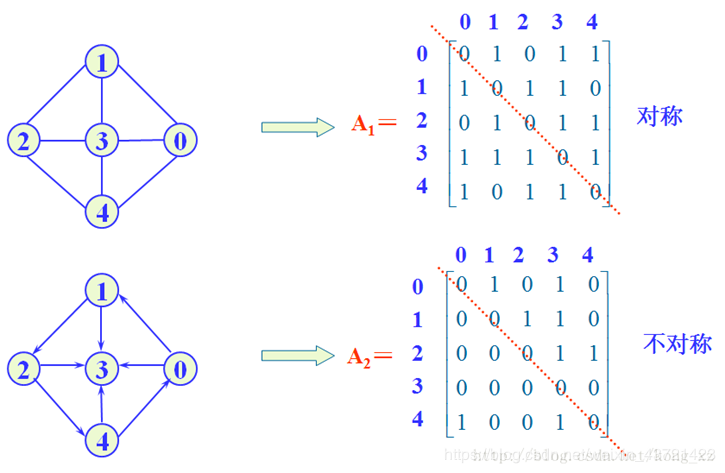 1
2 3 0
4
A1=
0 1 2 3 4
0 0 1 0 1 1
1 1 0 1 1 0
2 0 1 0 1 1
3 1 1 1 0 1
4 1 0 1 1 0
对称
1
2 3 0
4
A2=
0 1 2 3 4
0 0 1 0 1 0
1 0 0 1 1 0
2 0 0 0 1 1
3 0 0 0 0 0
4 1 0 0 1 0
不对称